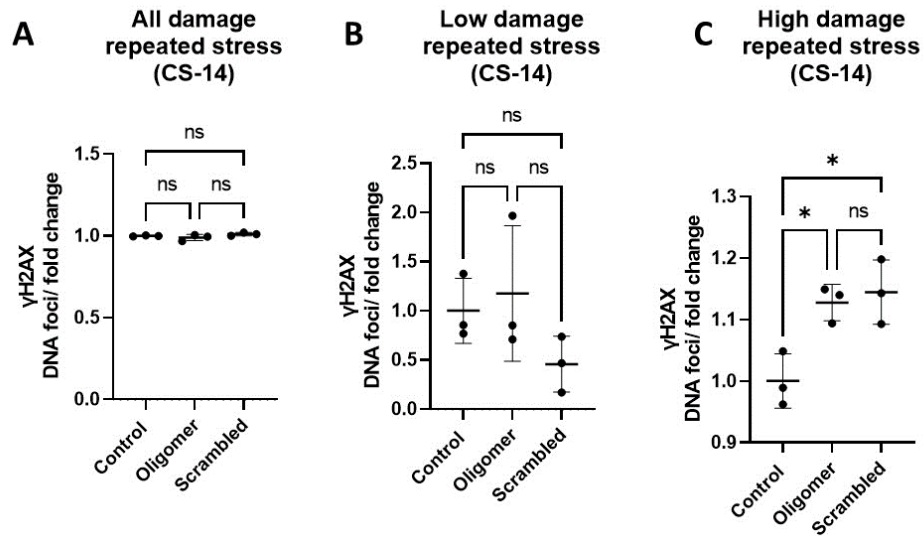 A
All damage
repeated stress
(CS-14)
ns
ns
ns
1.5
1.0
0.5
0.0
γH2AX
DNA foci/ fold change
Control
Oligomer
Scrambled
B
Low damage
repeated stress
(CS-14)
ns
ns
ns
2.5
2.0
1.5
1.0
0.5
0.0
γH2AX
DNA foci/ fold change
Control
Oligomer
Scrambled
C
High damage
repeated stress
(CS-14)
*
*
ns
1.3
1.2
1.1
1.0
0.9
γH2AX
DNA foci/ fold change
Control
Oligomer
Scrambled